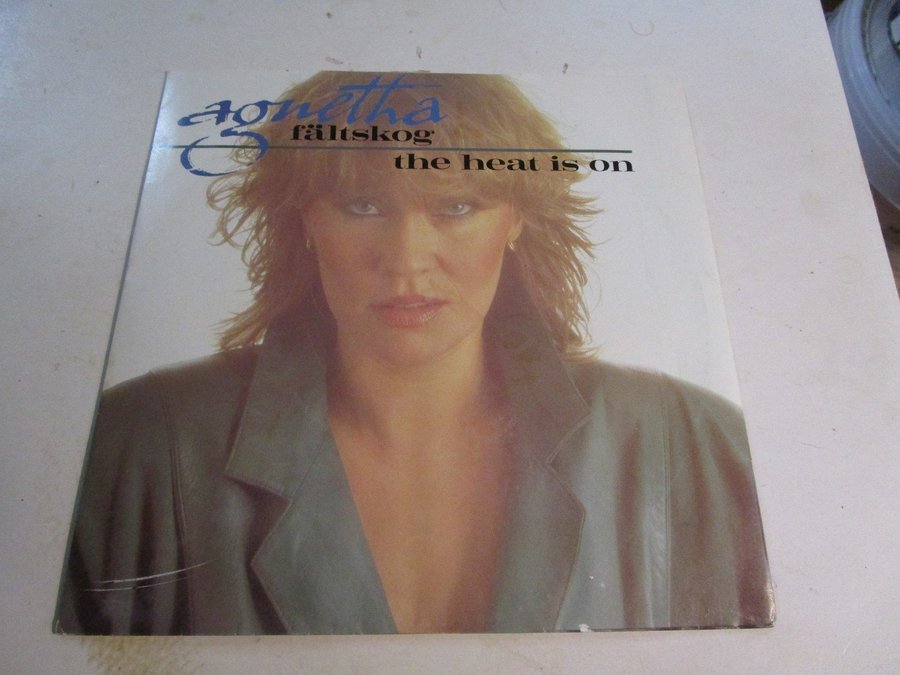 agnetha
fältskog
the heat is on